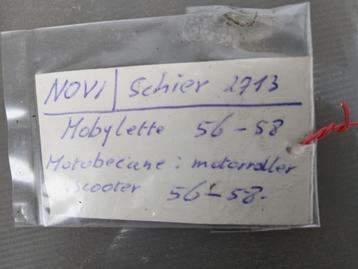 NOVI | Schier 2713
Mobylette 56-58
Motobecane: motorroller
scooter 56-58.